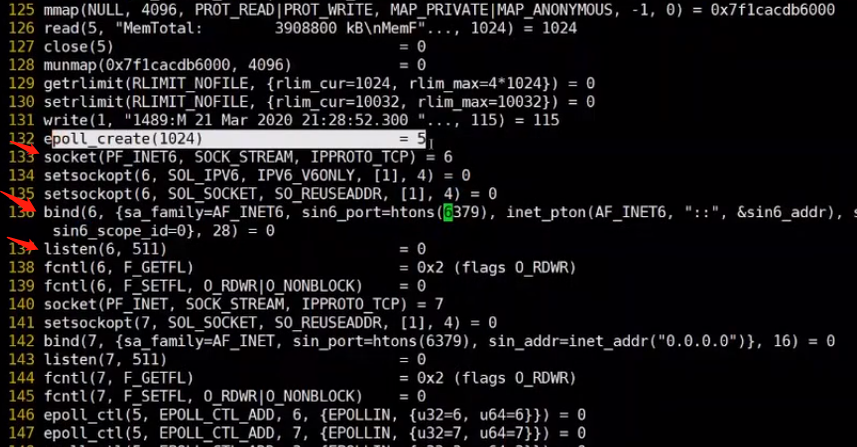 125 mmap(NULL, 4096, PROT_READ|PROT_WRITE, MAP_PRIVATE|MAP_ANONYMOUS, -1, 0) = 0x7f1cacdb6000
126 read(5, "MemTotal:        3908800 kB\nMemF"..., 1024) = 1024
127 close(5)                                = 0
128 munmap(0x7f1cacdb6000, 4096)            = 0
129 getrlimit(RLIMIT_NOFILE, {rlim_cur=1024, rlim_max=4*1024}) = 0
130 setrlimit(RLIMIT_NOFILE, {rlim_cur=10032, rlim_max=10032}) = 0
131 write(1, "1489:M 21 Mar 2020 21:28:52.300 "..., 115) = 115
132 epoll_create(1024)                      = 5
133 socket(PF_INET6, SOCK_STREAM, IPPROTO_TCP) = 6
134 setsockopt(6, SOL_IPV6, IPV6_V6ONLY, [1], 4) = 0
135 setsockopt(6, SOL_SOCKET, SO_REUSEADDR, [1], 4) = 0
136 bind(6, {sa_family=AF_INET6, sin6_port=htons(6379), inet_pton(AF_INET6, "::", &sin6_addr), s
sin6_scope_id=0}, 28) = 0
137 listen(6, 511)                          = 0
138 fcntl(6, F_GETFL)                       = 0x2 (flags O_RDWR)
139 fcntl(6, F_SETFL, O_RDWR|O_NONBLOCK)    = 0
140 socket(PF_INET, SOCK_STREAM, IPPROTO_TCP) = 7
141 setsockopt(7, SOL_SOCKET, SO_REUSEADDR, [1], 4) = 0
142 bind(7, {sa_family=AF_INET, sin_port=htons(6379), sin_addr=inet_addr("0.0.0.0")}, 16) = 0
143 listen(7, 511)                          = 0
144 fcntl(7, F_GETFL)                       = 0x2 (flags O_RDWR)
145 fcntl(7, F_SETFL, O_RDWR|O_NONBLOCK)    = 0
146 epoll_ctl(5, EPOLL_CTL_ADD, 6, {EPOLLIN, {u32=6, u64=6}}) = 0
147 epoll_ctl(5, EPOLL_CTL_ADD, 7, {EPOLLIN, {u32=7, u64=7}}) = 0